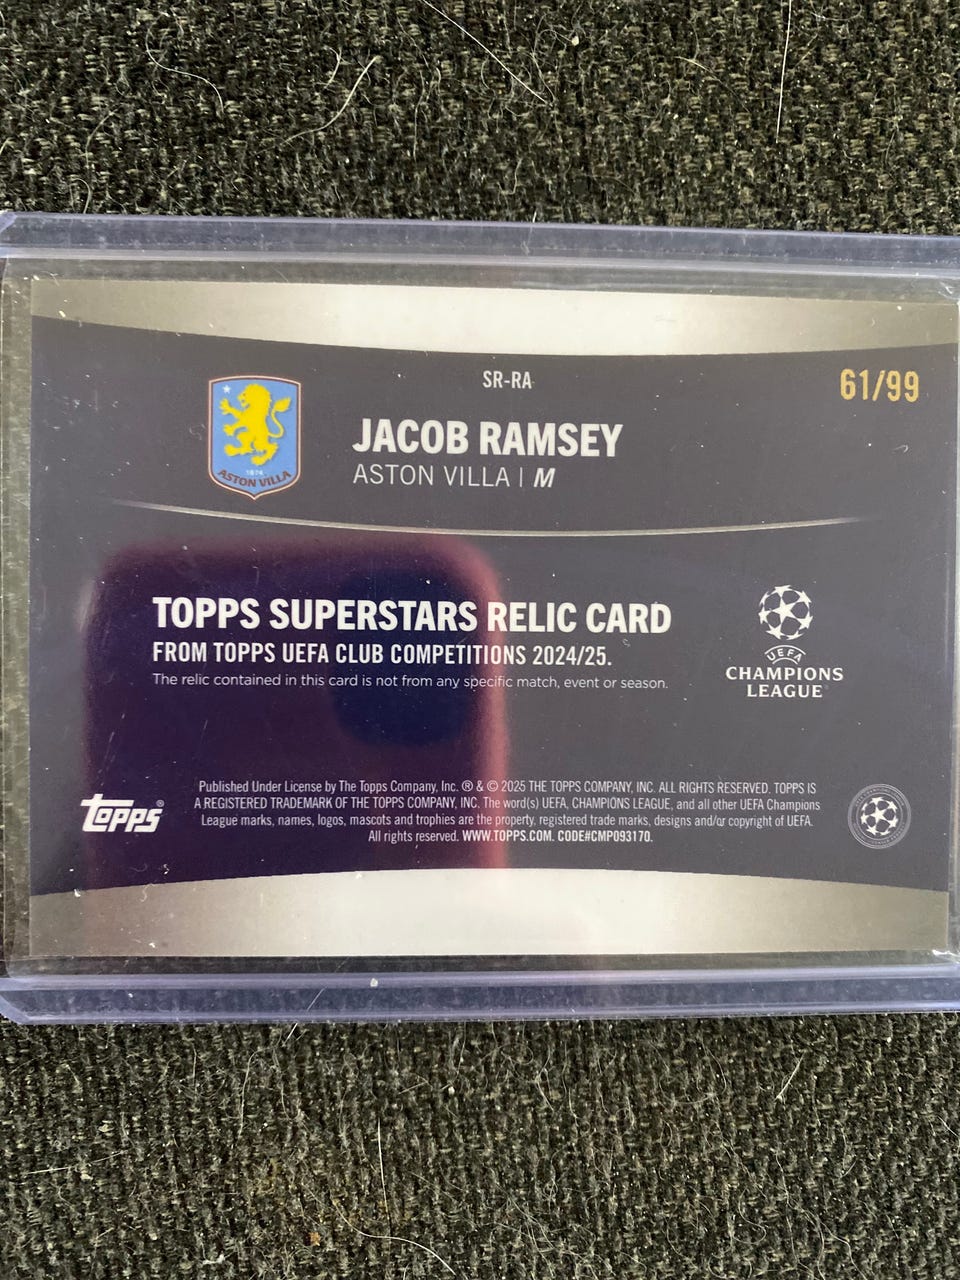 SR-RA
61/99
JACOB RAMSEY
ASTON VILLA | M
1874
ASTON VILLA
TOPPS SUPERSTARS RELIC CARD
FROM TOPPS UEFA CLUB COMPETITIONS 2024/25.
The relic contained in this card is not from any specific match, event or season.
UEFA
CHAMPIONS
LEAGUE
topps®
Published Under License by The Topps Company, Inc. ® & © 2025 THE TOPPS COMPANY, INC. ALL RIGHTS RESERVED. TOPPS IS
A REGISTERED TRADEMARK OF THE TOPPS COMPANY, INC. The word(s) UEFA, CHAMPIONS LEAGUE, and all other UEFA Champions
League marks, names, logos, mascots and trophies are the property, registered trade marks, designs and/or copyright of UEFA.
All rights reserved. WWW.TOPPS.COM. CODE#CMP093170.